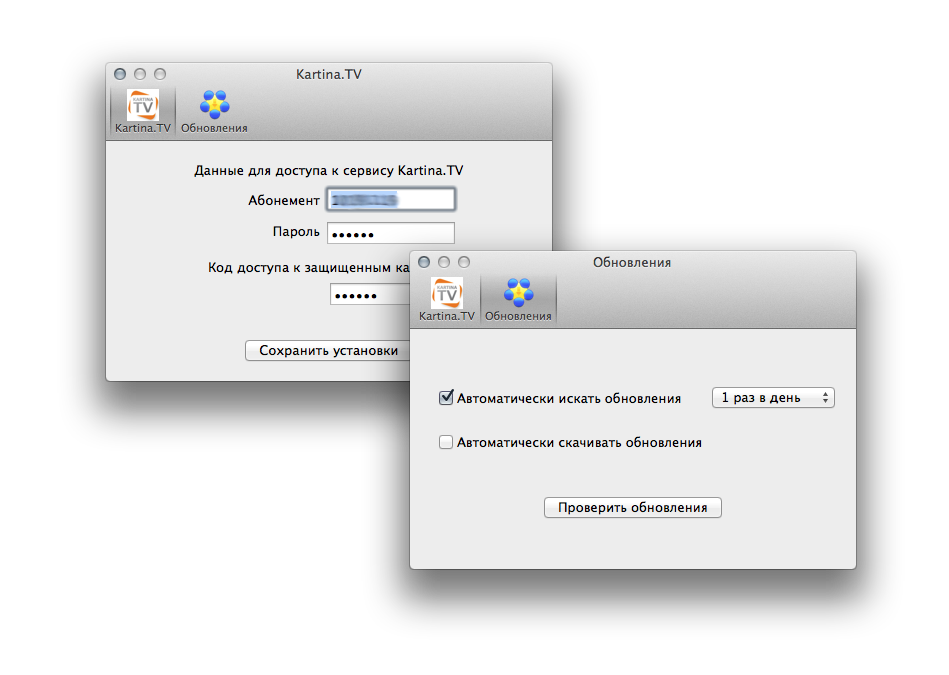 Kartina.TV
KARTINA
TV
Kartina.TV
Обновления
Данные для доступа к сервису Kartina.TV
Абонемент
Пароль
••••••
Код доступа к защищенным ка
••••••
Сохранить установки
Обновления
KARTINA
TV
Kartina.TV
Обновления
Автоматически искать обновления
1 раз в день
Автоматически скачивать обновления
Проверить обновления